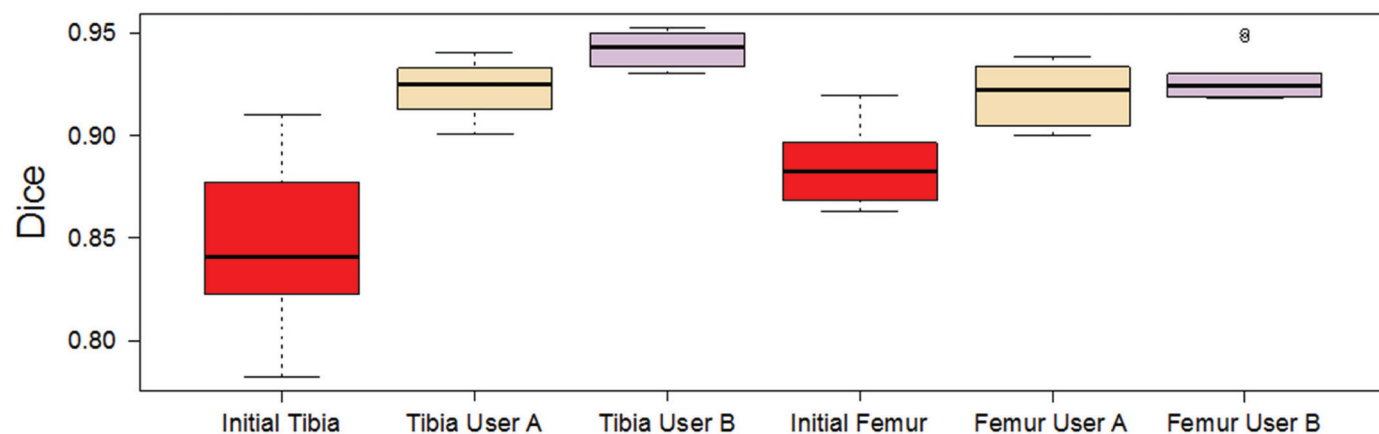 Dice
0.95
0.90
0.85
0.80
Initial Tibia
Tibia User A
Tibia User B
Initial Femur
Femur User A
Femur User B